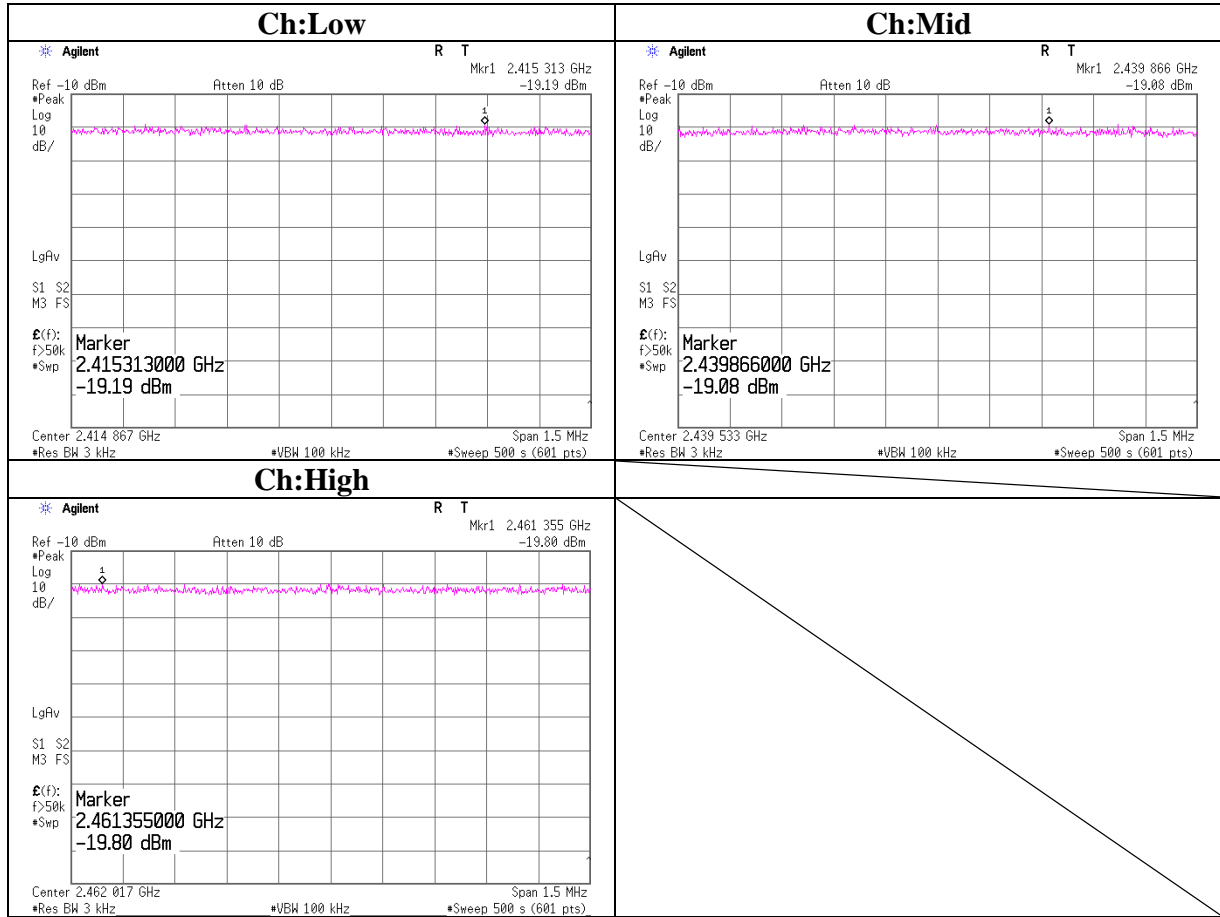 Ch:Low
Agilent R T
Mkr1 2.415 313 GHz
Ref -10 dBm Atten 10 dB -19.19 dBm
#Peak
Log
10
dB/
1
LgAv
S1 S2
M3 FS
£(f):
f>50k
#Swp
Marker
2.415313000 GHz
-19.19 dBm
Center 2.414 867 GHz Span 1.5 MHz
#Res BW 3 kHz #VBW 100 kHz #Sweep 500 s (601 pts)
Ch:Mid
Agilent R T
Mkr1 2.439 866 GHz
Ref -10 dBm Atten 10 dB -19.08 dBm
#Peak
Log
10
dB/
1
LgAv
S1 S2
M3 FS
£(f):
f>50k
#Swp
Marker
2.439866000 GHz
-19.08 dBm
Center 2.439 533 GHz Span 1.5 MHz
#Res BW 3 kHz #VBW 100 kHz #Sweep 500 s (601 pts)
Ch:High
Agilent R T
Mkr1 2.461 355 GHz
Ref -10 dBm Atten 10 dB -19.80 dBm
#Peak
Log
10
dB/
1
LgAv
S1 S2
M3 FS
£(f):
f>50k
#Swp
Marker
2.461355000 GHz
-19.80 dBm
Center 2.462 017 GHz Span 1.5 MHz
#Res BW 3 kHz #VBW 100 kHz #Sweep 500 s (601 pts)